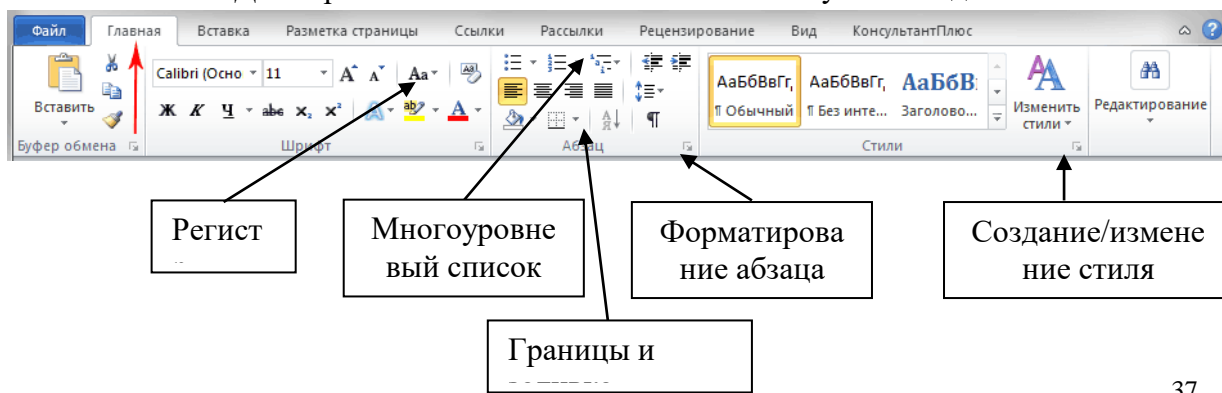 Файл Главная Вставка Разметка страницы Ссылки Рассылки Рецензирование Вид КонсультантПлюс
Calibri (Осно 11 Аа АаБбВвГг, АаБбВвГг, АаБбВ
Вставить Ж К Ч abc x₂ x² ab А ¶ Обычный ¶ Без инте... Заголово... Изменить стили Редактирование
Буфер обмена Шрифт Абзац Стили
Регист
Многоуровне
вый список
Форматирова
ние абзаца
Создание/измене
ние стиля
Границы и
37